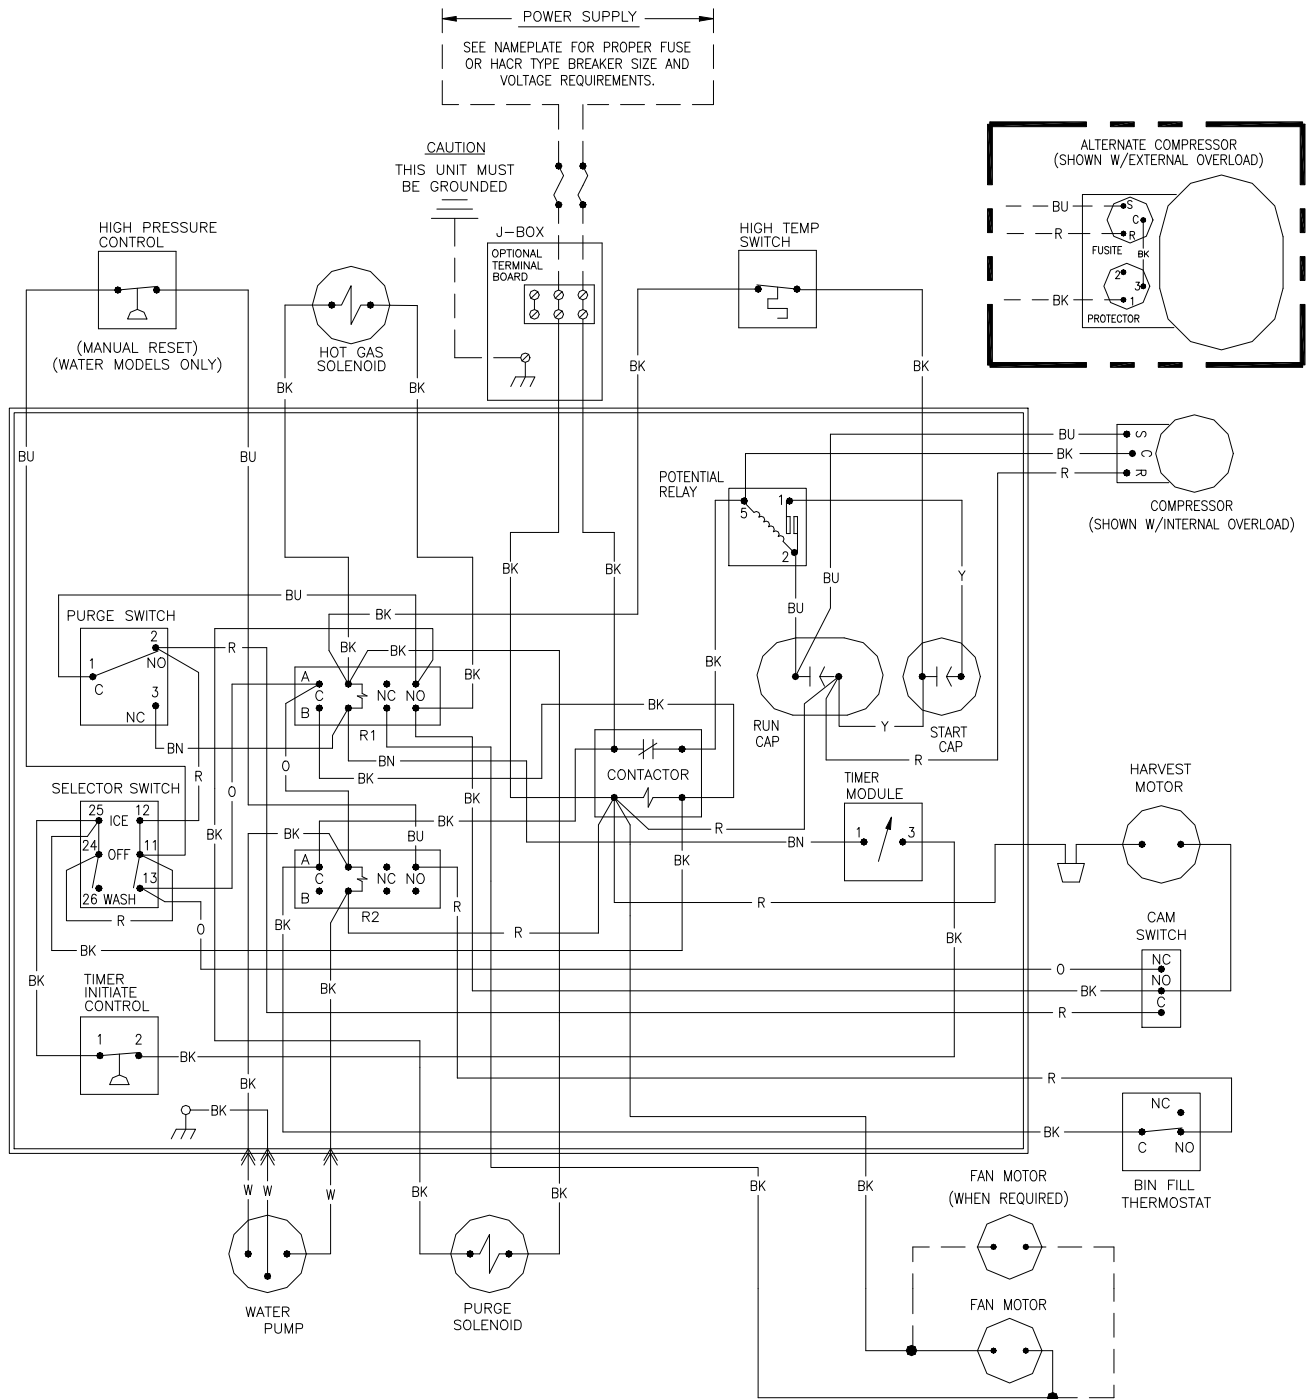 POWER SUPPLY
SEE NAMEPLATE FOR PROPER FUSE
OR HACR TYPE BREAKER SIZE AND
VOLTAGE REQUIREMENTS.
CAUTION
THIS UNIT MUST
BE GROUNDED
ALTERNATE COMPRESSOR
(SHOWN W/EXTERNAL OVERLOAD)
BU
S
C
R
R
FUSITE
BK
2
3
BK
1
PROTECTOR
HIGH PRESSURE
CONTROL
(MANUAL RESET)
(WATER MODELS ONLY)
HOT GAS
SOLENOID
J-BOX
OPTIONAL
TERMINAL
BOARD
HIGH TEMP
SWITCH
BK
BK
BK
BK
BU
BU
BU
S
BK
C
R
R
COMPRESSOR
(SHOWN W/INTERNAL OVERLOAD)
POTENTIAL
RELAY
5
1
2
BK
BK
BU
BU
Y
BU
BK
PURGE SWITCH
2
NO
1
C
3
NC
R
BK
BK
BK
BK
A
C
NC
NO
B
R1
BK
RUN
CAP
Y
START
CAP
R
BN
BN
BK
O
R
O
CONTACTOR
TIMER
MODULE
1
3
HARVEST
MOTOR
SELECTOR SWITCH
25
ICE
12
24
OFF
11
13
26
WASH
R
BK
BK
BK
BK
BU
R
BN
BK
A
C
NC
NO
B
R2
R
R
O
BK
R
BK
BK
CAM
SWITCH
NC
NO
C
O
BK
R
BK
TIMER
INITIATE
CONTROL
1
2
BK
BK
BK
BK
R
BK
NC
C
NO
BIN FILL
THERMOSTAT
W
W
W
BK
BK
BK
BK
FAN MOTOR
(WHEN REQUIRED)
FAN MOTOR
WATER
PUMP
PURGE
SOLENOID